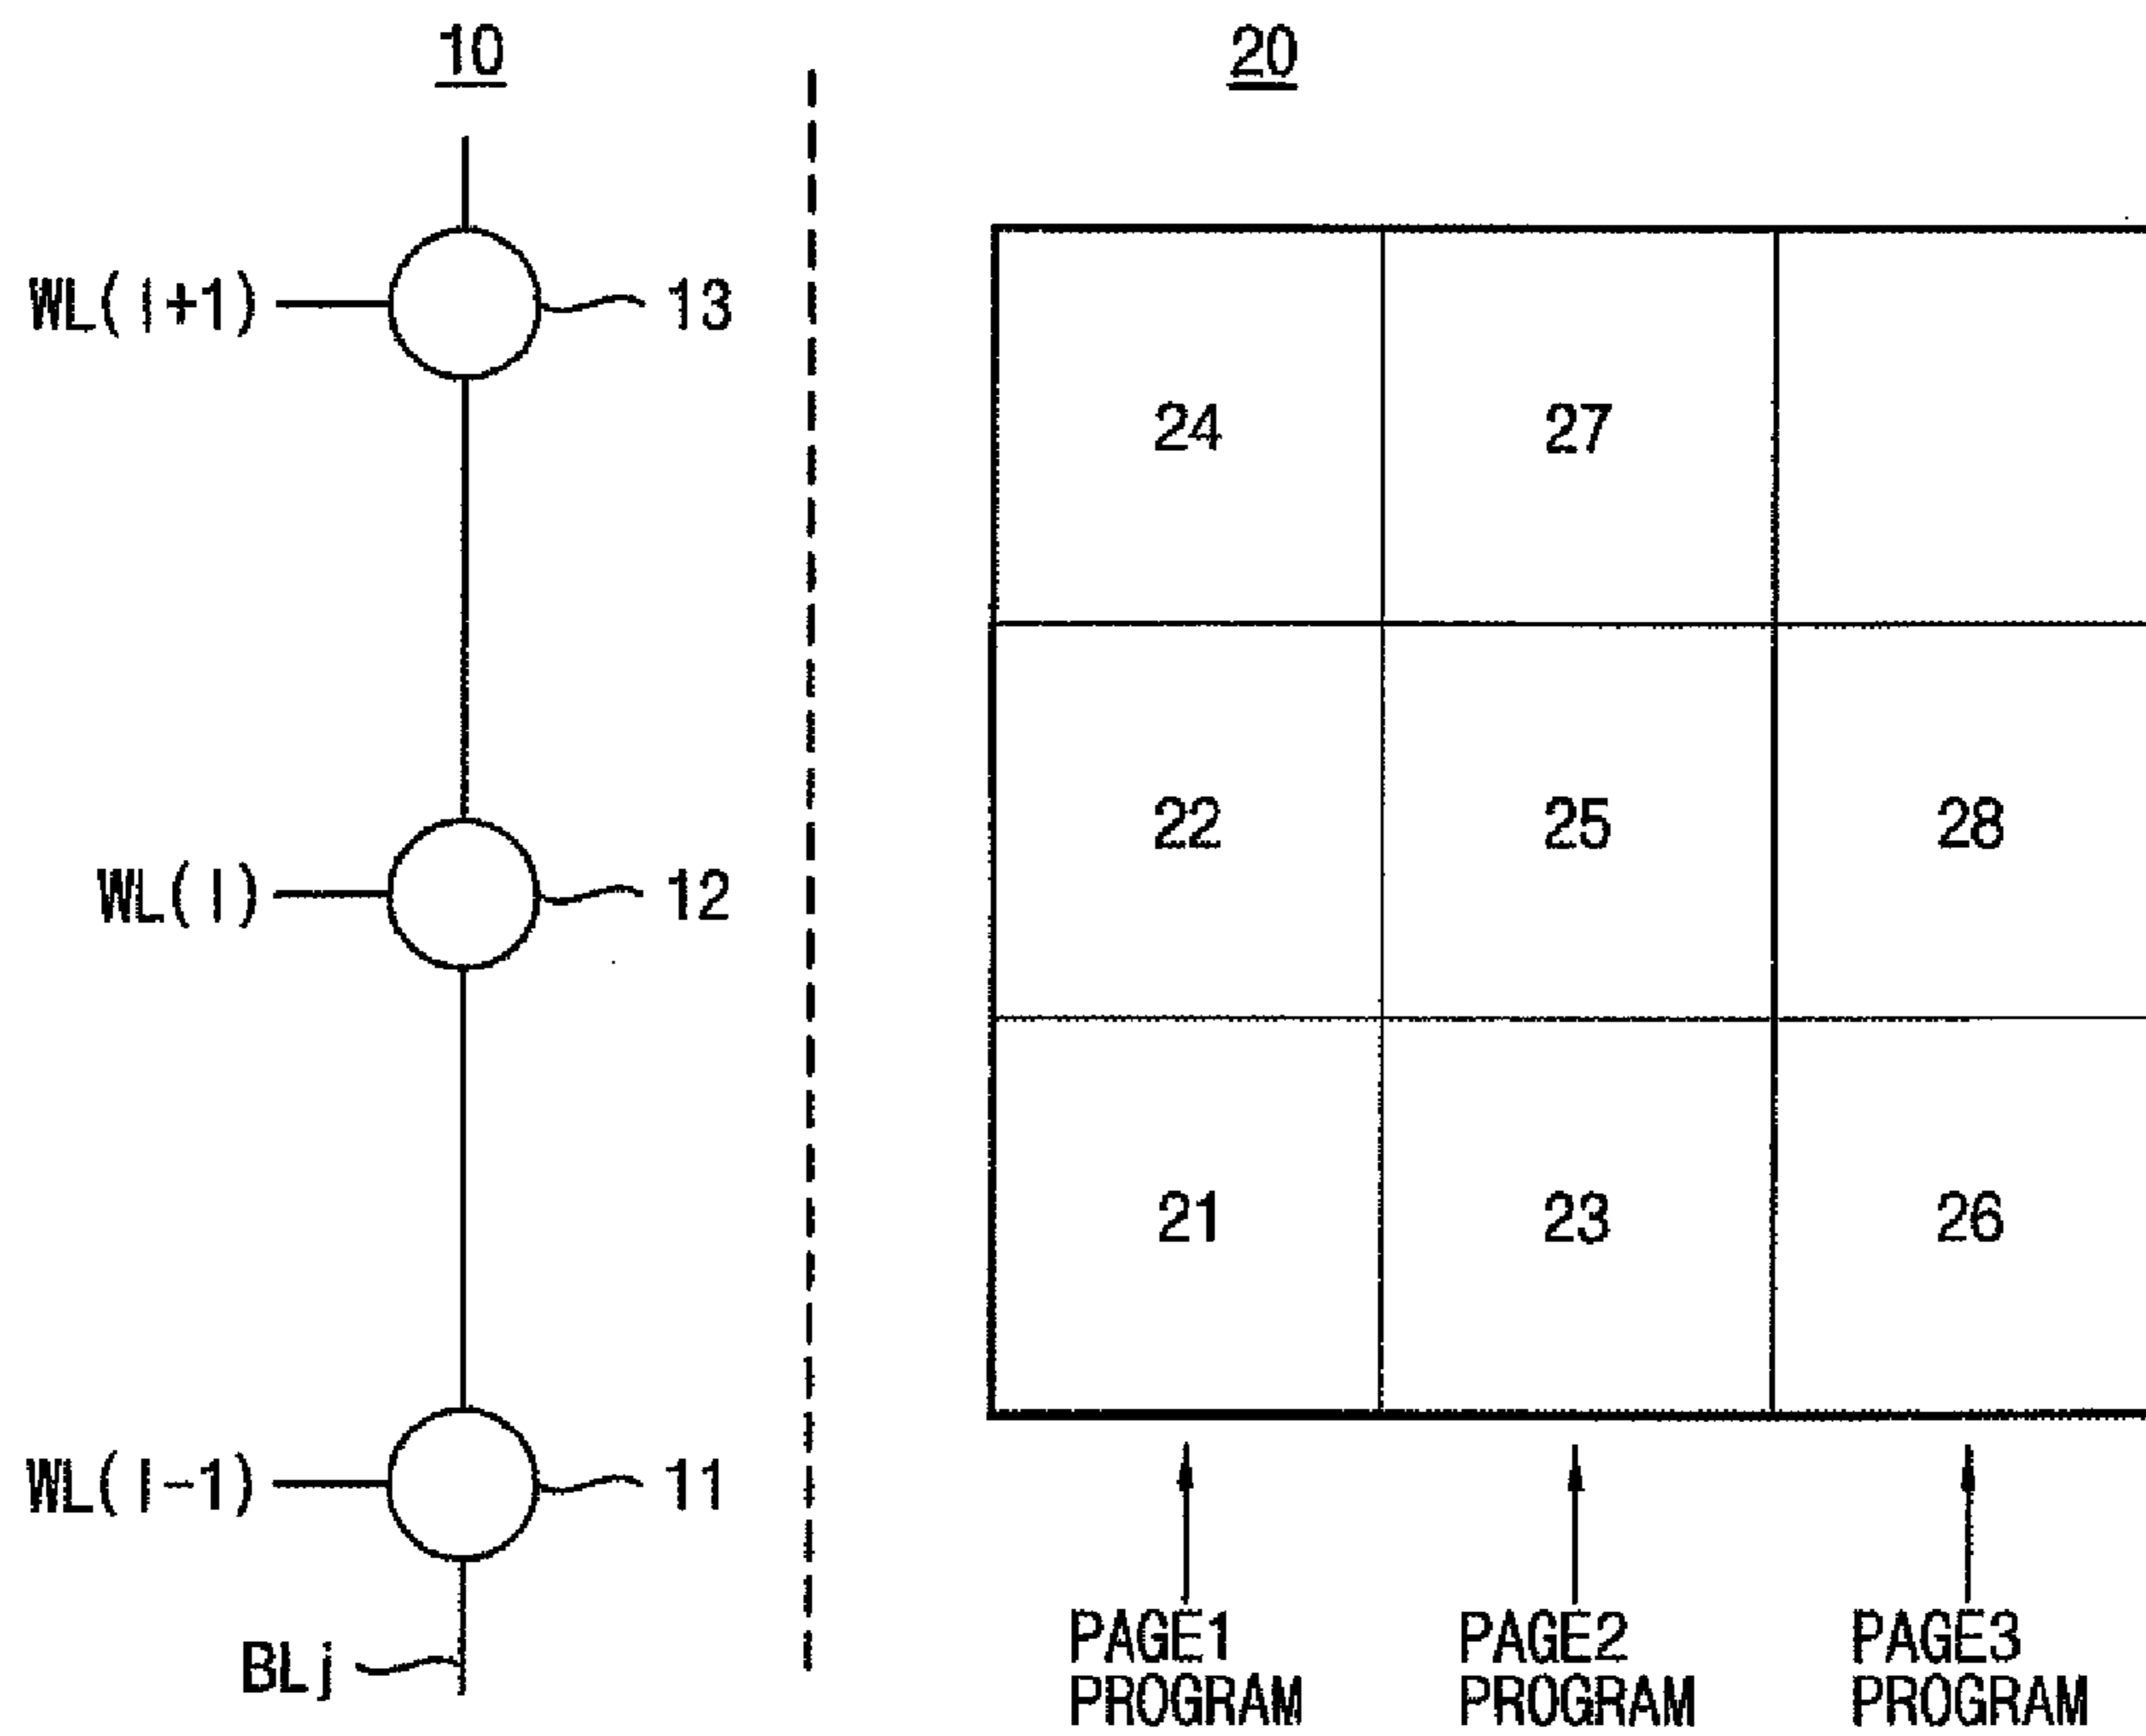 10
20
WL(I+1)
13
24
27
WL(I)
12
22
25
28
21
23
26
WL(I-1)
11
BLj
PAGE1
PROGRAM
PAGE2
PROGRAM
PAGE3
PROGRAM